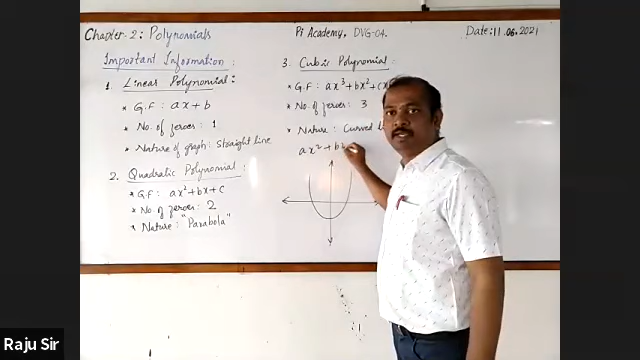 Chapter-2: Polynomials
Pi Academy, DVG-04.
Date: 11.06.2021
Important Information:
1. Linear Polynomial:
* G.F: ax + b
* No. of zeroes: 1
* Nature of graph: Straight line
2. Quadratic Polynomial:
* G.F: ax² + bx + c
* No. of zeroes: 2
* Nature: "Parabola"
3. Cubic Polynomial:
* G.F: ax³ + bx² + cx
* No. of zeroes: 3
* Nature: Curved
ax² + b
Raju Sir